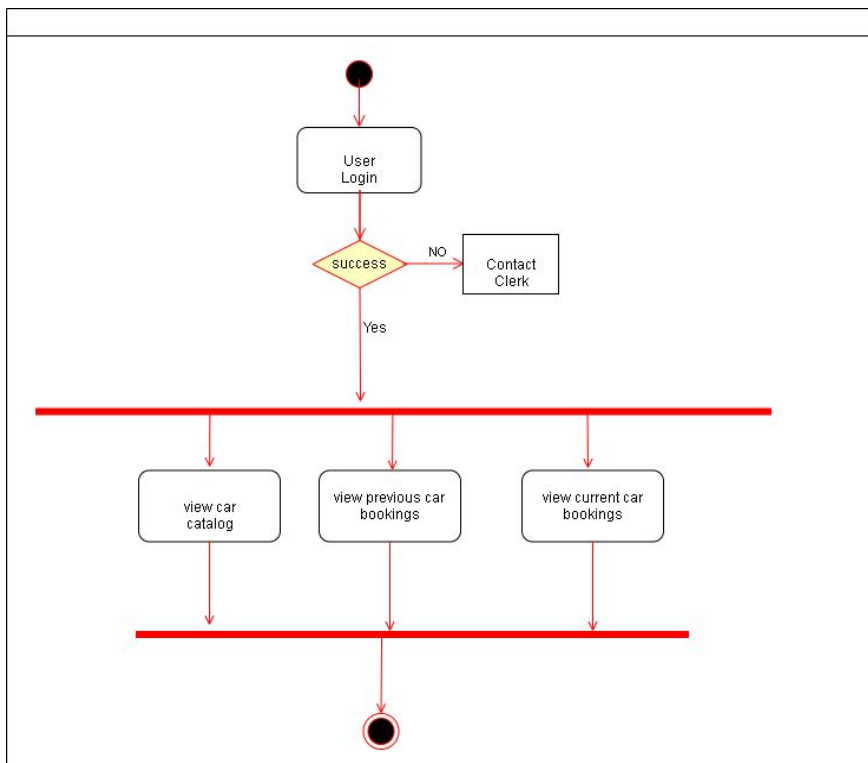 User
Login
success
NO
Contact
Clerk
Yes
view car
catalog
view previous car
bookings
view current car
bookings